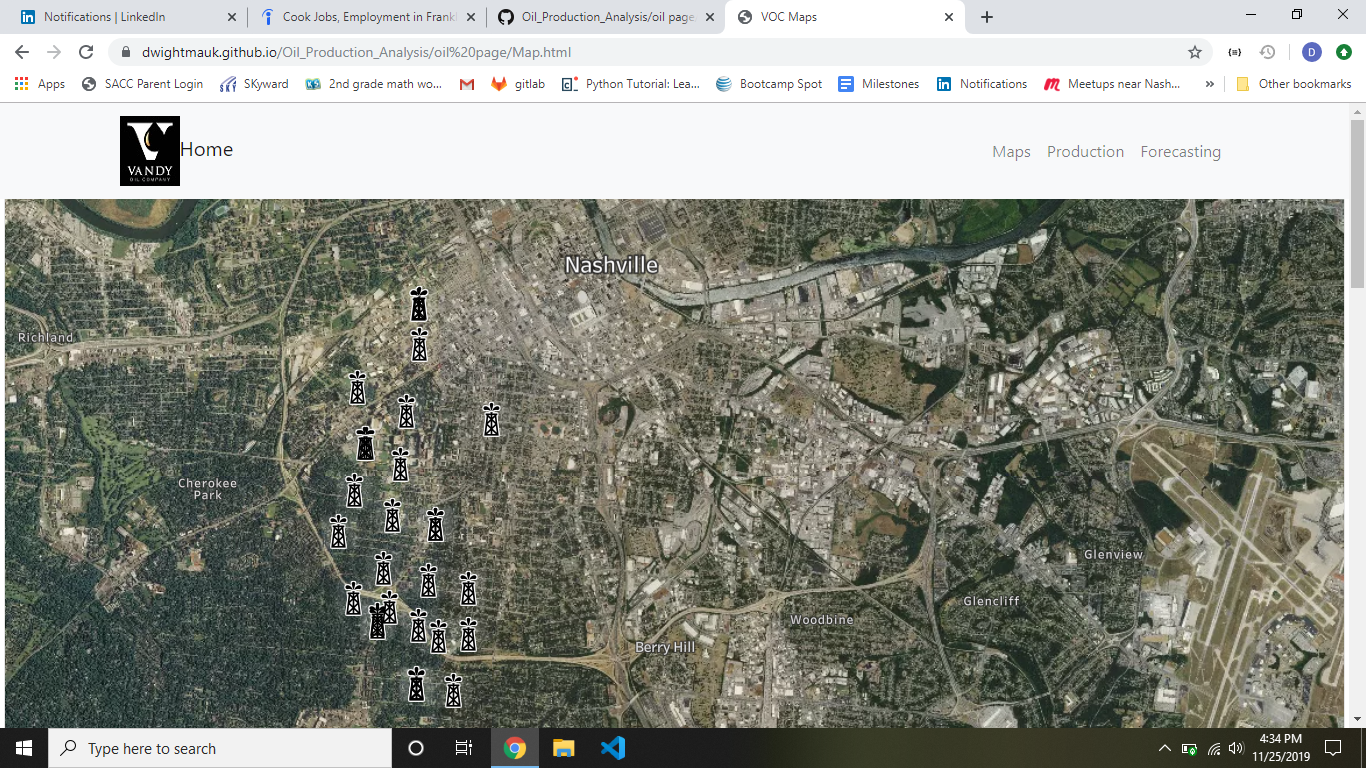 Notifications | LinkedIn
Cook Jobs, Employment in Frankl
Oil_Production_Analysis/oil page
VOC Maps
dwightmauk.github.io/Oil_Production_Analysis/oil%20page/Map.html
D
Apps
SACC Parent Login
SKyward
2nd grade math wo...
gitlab
Python Tutorial: Lea...
Bootcamp Spot
Milestones
Notifications
Meetups near Nash...
»
Other bookmarks
V
VANDY
OIL COMPANY
Home
Maps
Production
Forecasting
Nashville
Richland
Cherokee
Park
Glenview
Glencliff
Woodbine
Berry Hill
Type here to search
4:34 PM
11/25/2019